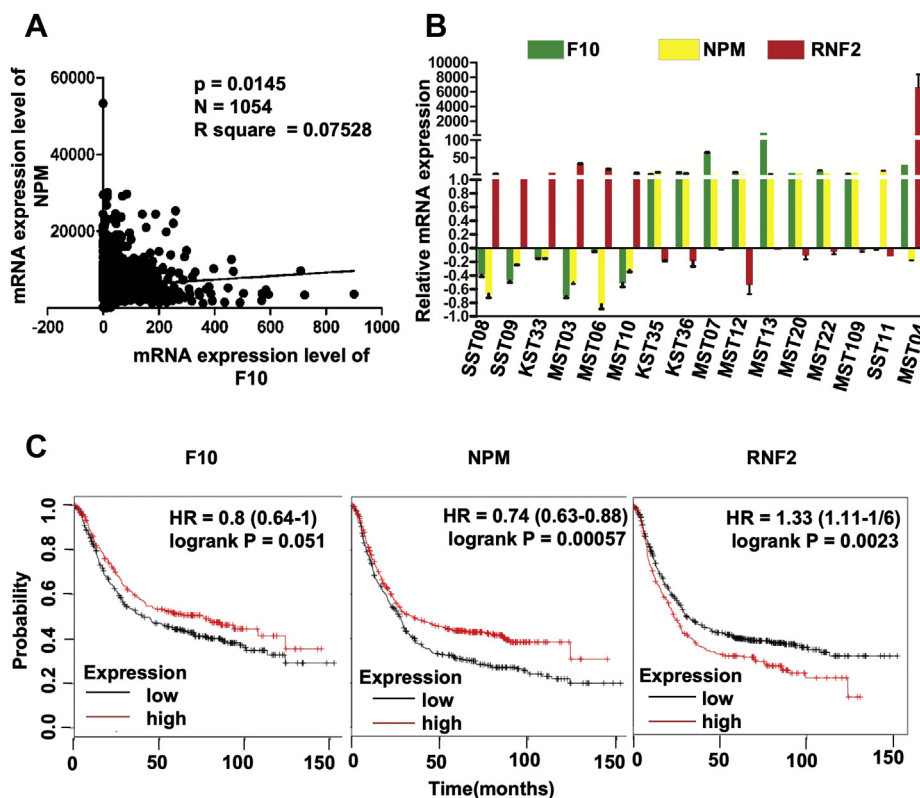 A
mRNA expression level of
NPM
60000
40000
20000
p = 0.0145
N = 1054
R square = 0.07528
-200
0
200
400
600
800
1000
mRNA expression level of
F10
B
F10
NPM
RNF2
Relative mRNA expression
10000
8000
6000
4000
2000
100
50
1.0
0.8
0.6
0.4
0.2
0.0
-0.2
-0.4
-0.6
-0.8
-1.0
SST08
SST09
KST33
MST03
MST06
MST10
KST35
KST36
MST07
MST12
MST13
MST20
MST22
MST109
SST11
MST04
C
F10
NPM
RNF2
Probability
1.0
0.8
0.6
0.4
0.2
0.0
HR = 0.8 (0.64-1)
logrank P = 0.051
Expression
low
high
0
50
100
150
HR = 0.74 (0.63-0.88)
logrank P = 0.00057
Expression
low
high
0
50
100
150
HR = 1.33 (1.11-1/6)
logrank P = 0.0023
Expression
low
high
0
50
100
150
Time(months)